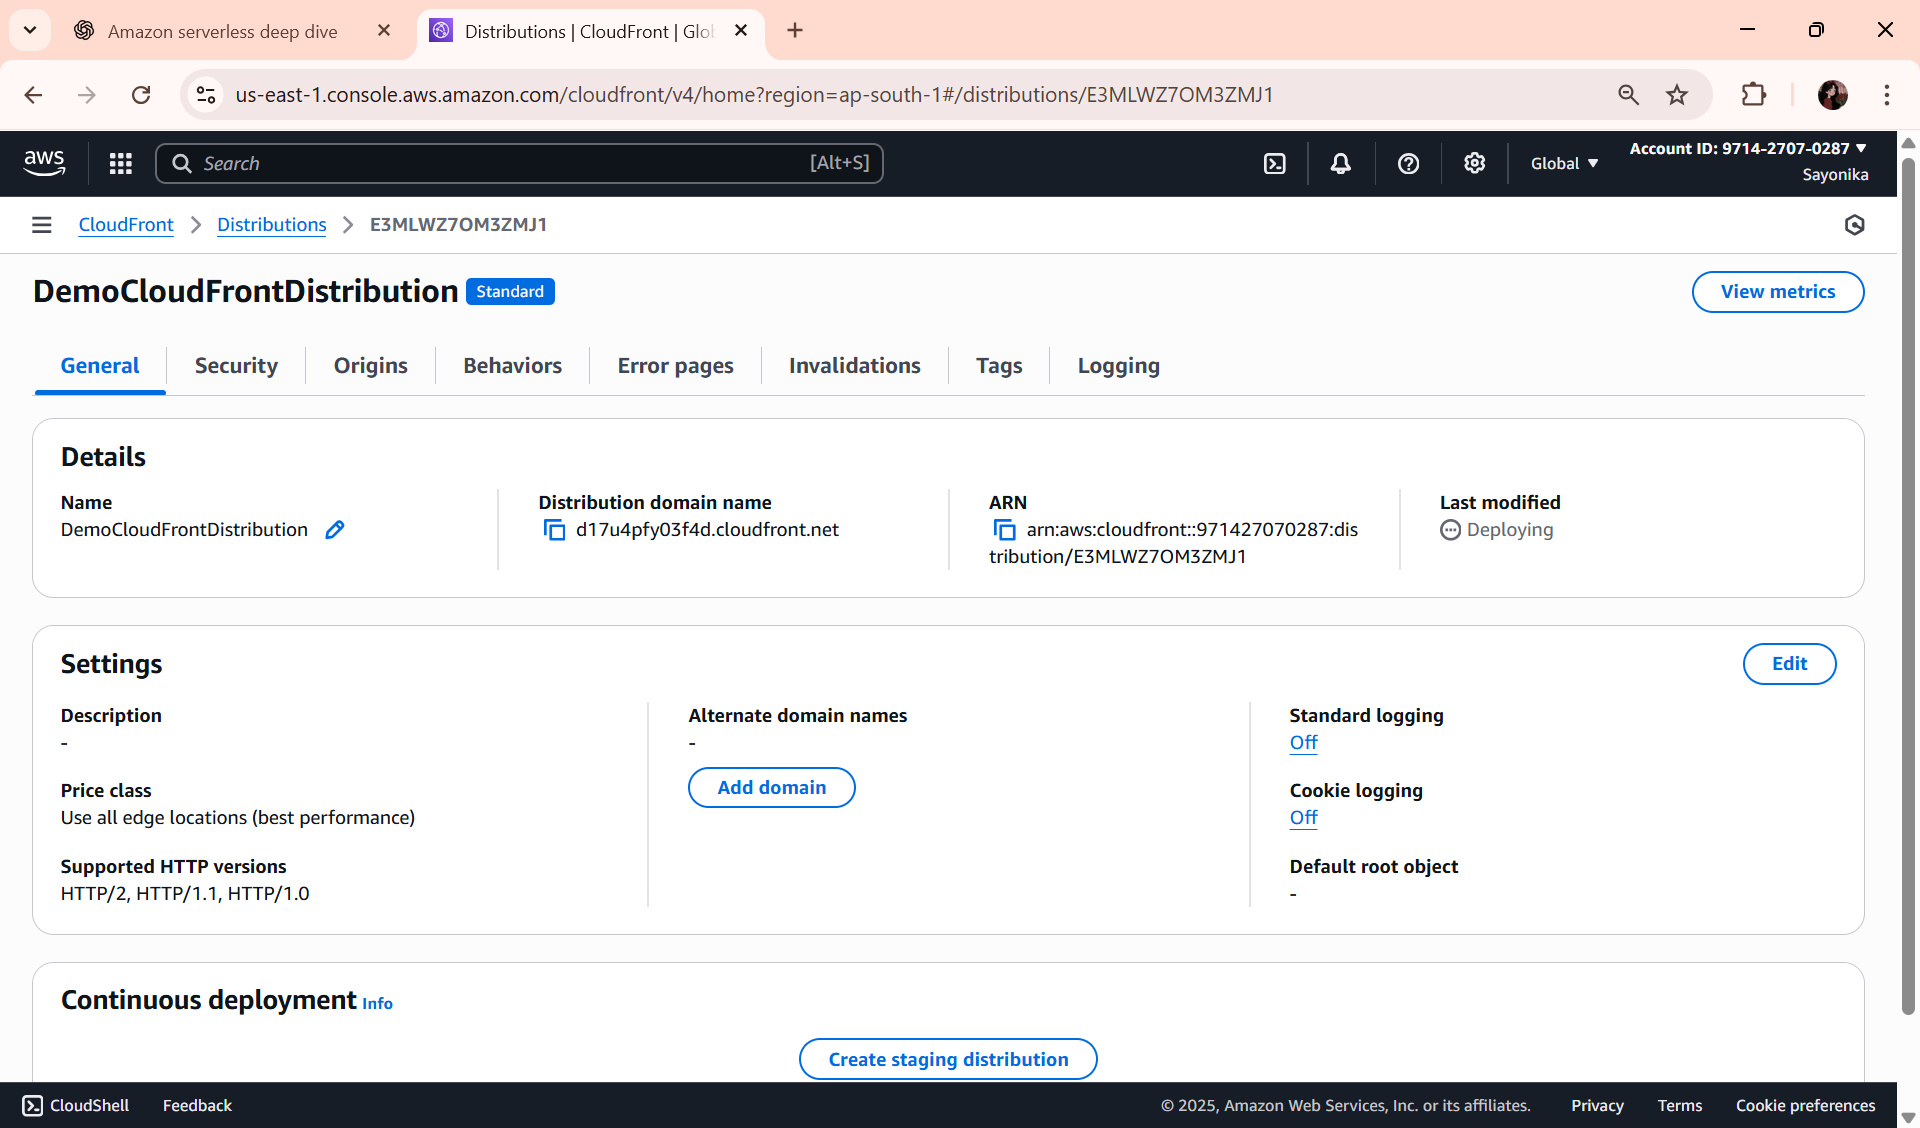 Amazon serverless deep dive
Distributions | CloudFront | Glo
us-east-1.console.aws.amazon.com/cloudfront/v4/home?region=ap-south-1#/distributions/E3MLWZ7OM3ZMJ1
aws
Search
[Alt+S]
Global
Account ID: 9714-2707-0287
Sayonika
CloudFront
Distributions
E3MLWZ7OM3ZMJ1
DemoCloudFrontDistribution
Standard
View metrics
General
Security
Origins
Behaviors
Error pages
Invalidations
Tags
Logging
Details
Name
DemoCloudFrontDistribution
Distribution domain name
d17u4pfy03f4d.cloudfront.net
ARN
arn:aws:cloudfront::971427070287:dis
tribution/E3MLWZ7OM3ZMJ1
Last modified
Deploying
Settings
Edit
Description
-
Price class
Use all edge locations (best performance)
Supported HTTP versions
HTTP/2, HTTP/1.1, HTTP/1.0
Alternate domain names
-
Add domain
Standard logging
Off
Cookie logging
Off
Default root object
-
Continuous deployment Info
Create staging distribution
CloudShell
Feedback
© 2025, Amazon Web Services, Inc. or its affiliates.
Privacy
Terms
Cookie preferences